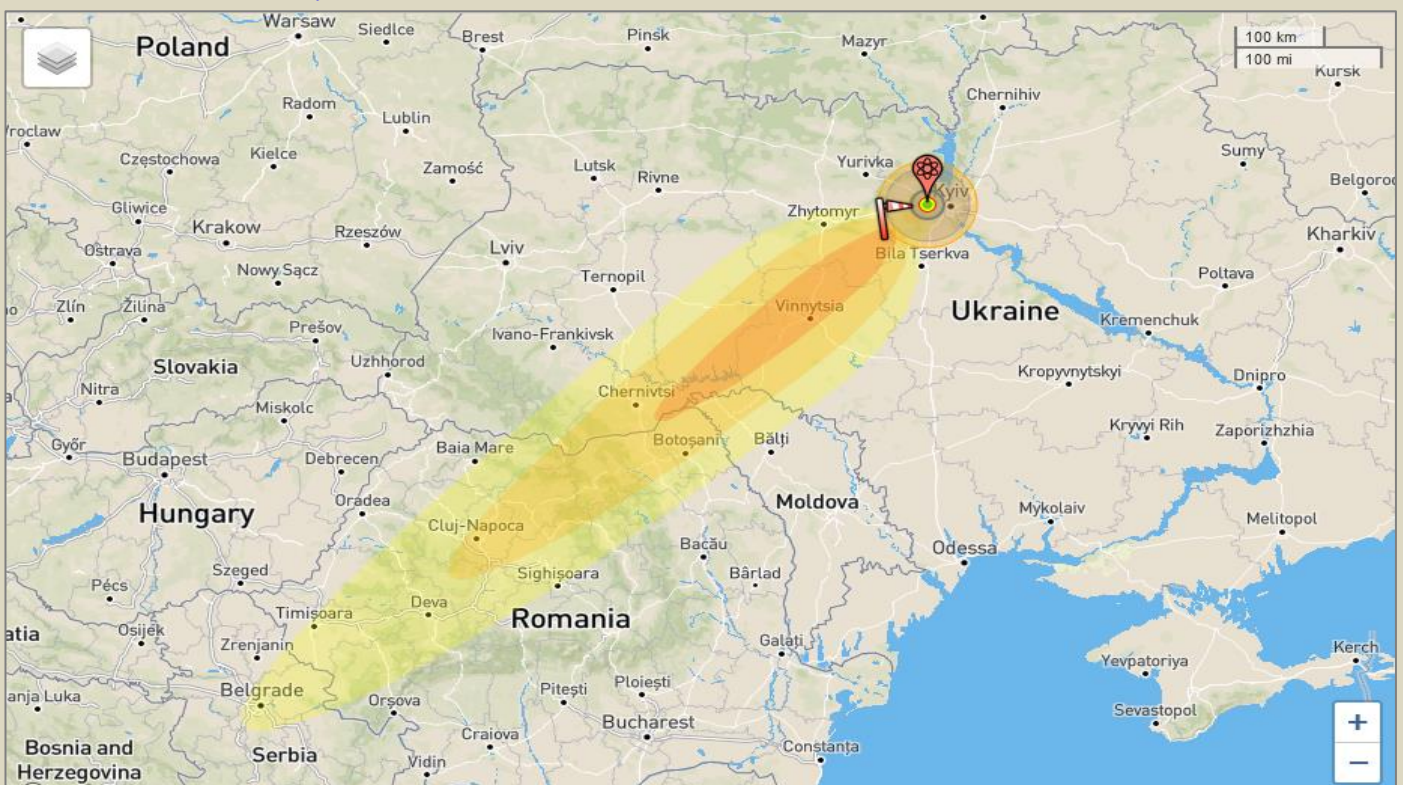 Warsaw
Siedlce
Brest
Pinsk
Mazyr
100 km
100 mi
Poland
Kursk
Radom
Chernihiv
Lublin
Wroclaw
Częstochowa
Kielce
Zamość
Lutsk
Rivne
Yurivka
Sumy
Belgoro
Kyiv
Gliwice
Krakow
Rzeszów
Zhytomyr
Kharkiv
Ostrava
Lviv
Bila Tserkva
Nowy Sącz
Ternopil
Poltava
Zlín
Žilina
Vinnytsia
Ukraine
Kremenchuk
Prešov
Ivano-Frankivsk
Slovakia
Uzhhorod
Kropyvnytskyi
Dnipro
Nitra
Chernivtsi
Miskolc
Kryvyi Rih
Zaporizhzhia
Győr
Budapest
Debrecen
Baia Mare
Botoșani
Bălți
Oradea
Moldova
Hungary
Mykolaiv
Melitopol
Cluj-Napoca
Bacău
Odessa
Szeged
Sighișoara
Bârlad
Pécs
Deva
Timișoara
Romania
atia
Osijek
Zrenjanin
Galați
Kerch
Yevpatoriya
anja Luka
Belgrade
Orșova
Pitești
Ploiești
Sevastopol
+
Bucharest
Bosnia and
Herzegovina
Serbia
Craiova
Constanța
Vidin
−